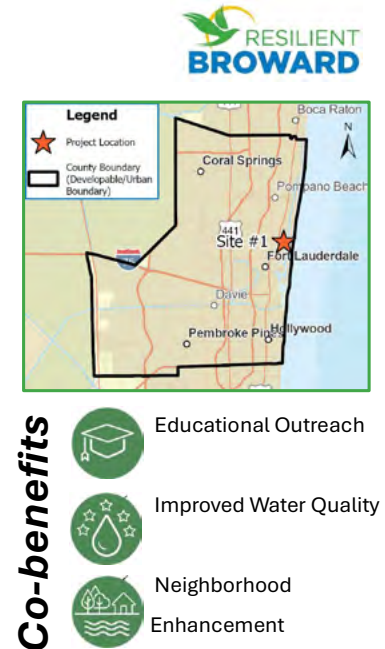 RESILIENT
BROWARD
Legend
Project Location
County Boundary
(Developable/Urban
Boundary)
Boca Raton
N
Coral Springs
Pompano Beach
441
Site #1
Fort Lauderdale
Davie
Pembroke Pines
Hollywood
Co-benefits
Educational Outreach
Improved Water Quality
Neighborhood
Enhancement